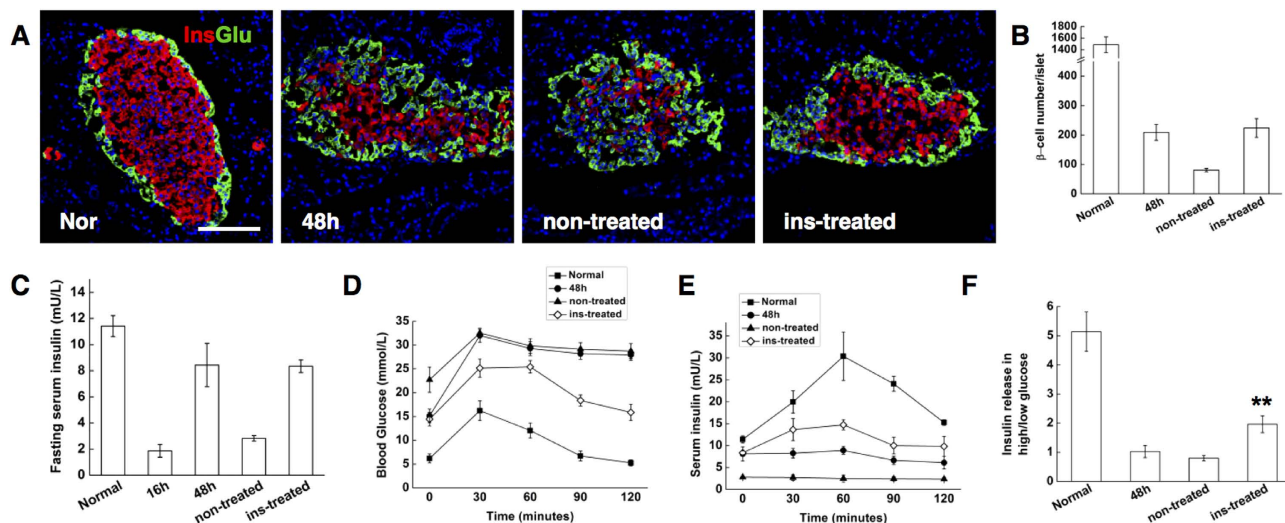 A
InsGlu
Nor
48h
non-treated
ins-treated
B
β-cell number/islet
1800
1600
1400
400
300
200
100
0
Normal
48h
non-treated
ins-treated
C
Fasting serum insulin (mU/L)
14
12
10
8
6
4
2
0
Normal
16h
48h
non-treated
ins-treated
D
Normal
48h
non-treated
ins-treated
Blood Glucose (mmol/L)
35
30
25
20
15
10
5
0
0 30 60 90 120
Time (minutes)
E
Normal
48h
non-treated
ins-treated
Serum insulin (mU/L)
35
30
25
20
15
10
5
0
0 30 60 90 120
Time (minutes)
F
Insulin release in
high/low glucose
6
5
4
3
2
1
0
**
Normal
48h
non-treated
ins-treated